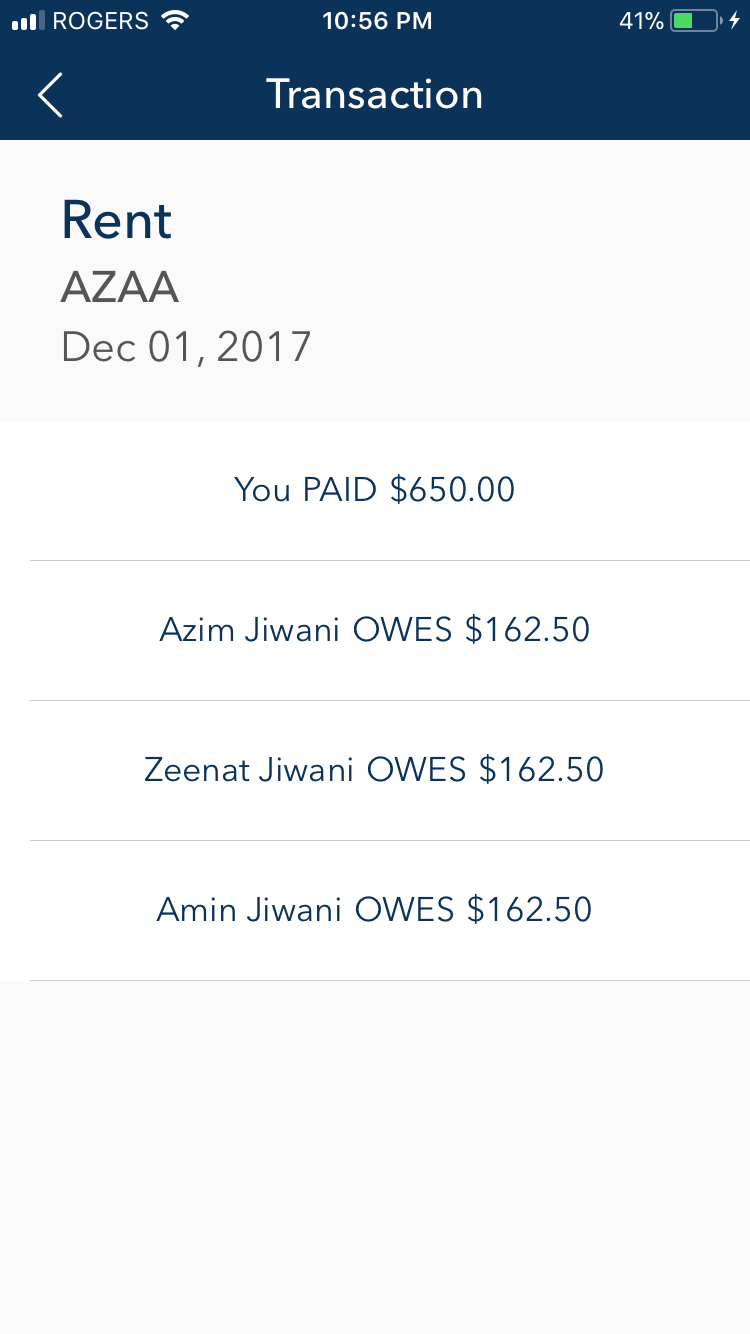 ROGERS 10:56 PM 41%
Transaction
Rent
AZAA
Dec 01, 2017
You PAID $650.00
Azim Jiwani OWES $162.50
Zeenat Jiwani OWES $162.50
Amin Jiwani OWES $162.50